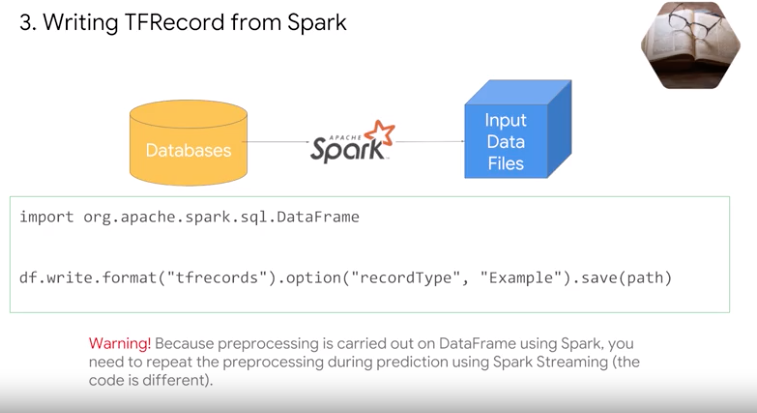 3. Writing TFRecord from Spark
Databases
APACHE
Spark
Input
Data
Files
import org.apache.spark.sql.DataFrame
df.write.format("tfrecords").option("recordType", "Example").save(path)
Warning! Because preprocessing is carried out on DataFrame using Spark, you
need to repeat the preprocessing during prediction using Spark Streaming (the
code is different).